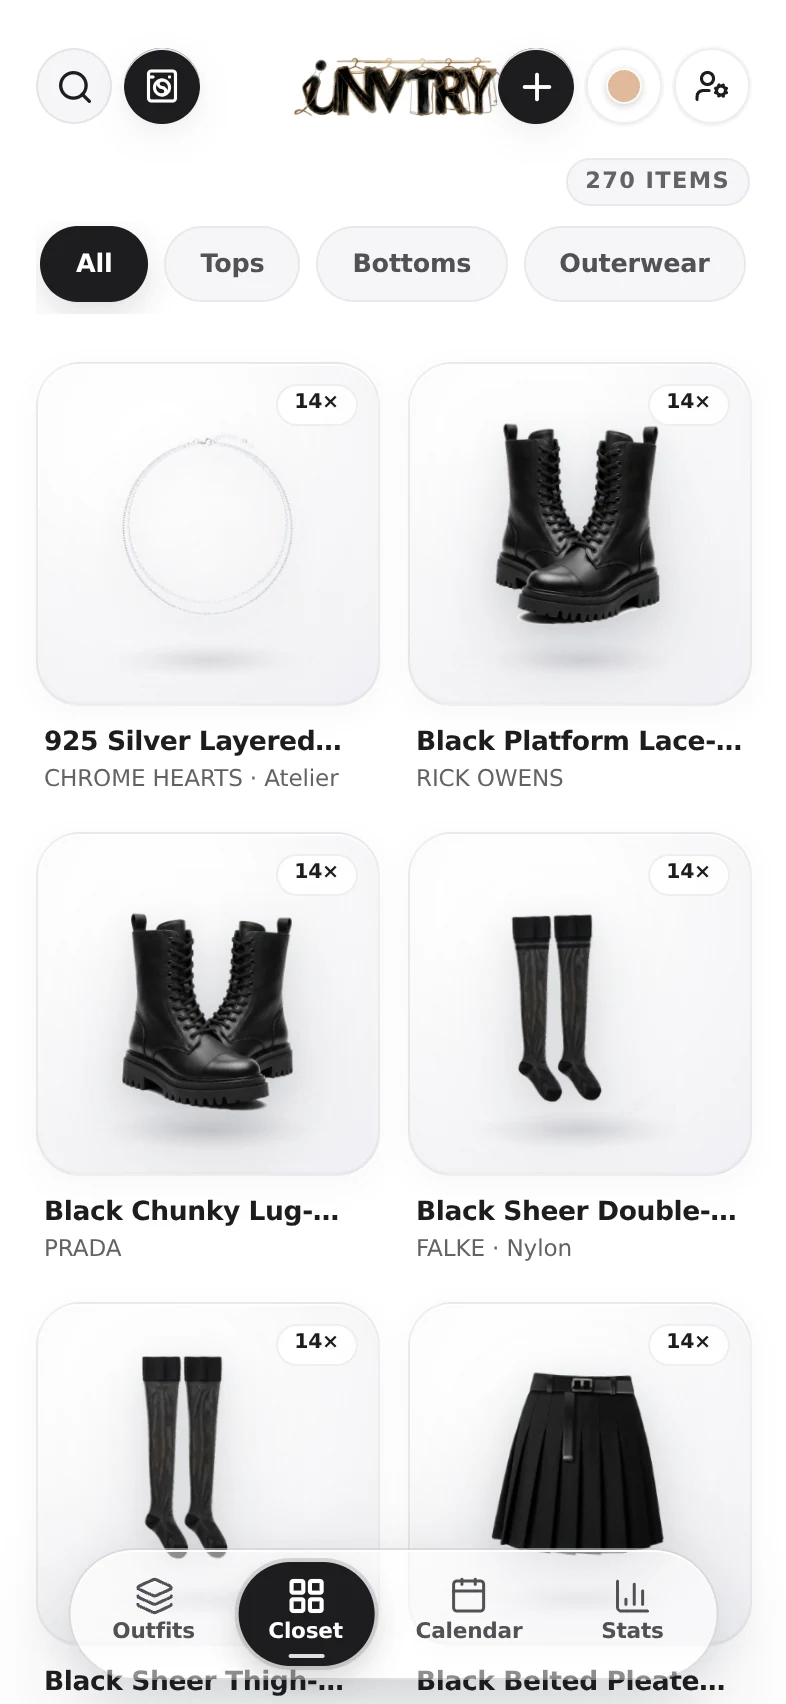 iNVTRY
270 ITEMS
All
Tops
Bottoms
Outerwear
14×
14×
925 Silver Layered…
Black Platform Lace-…
CHROME HEARTS · Atelier
RICK OWENS
14×
14×
Black Chunky Lug-…
Black Sheer Double-…
PRADA
FALKE · Nylon
14×
14×
Outfits
Closet
Calendar
Stats
Black Sheer Thigh-…
Black Belted Pleate…